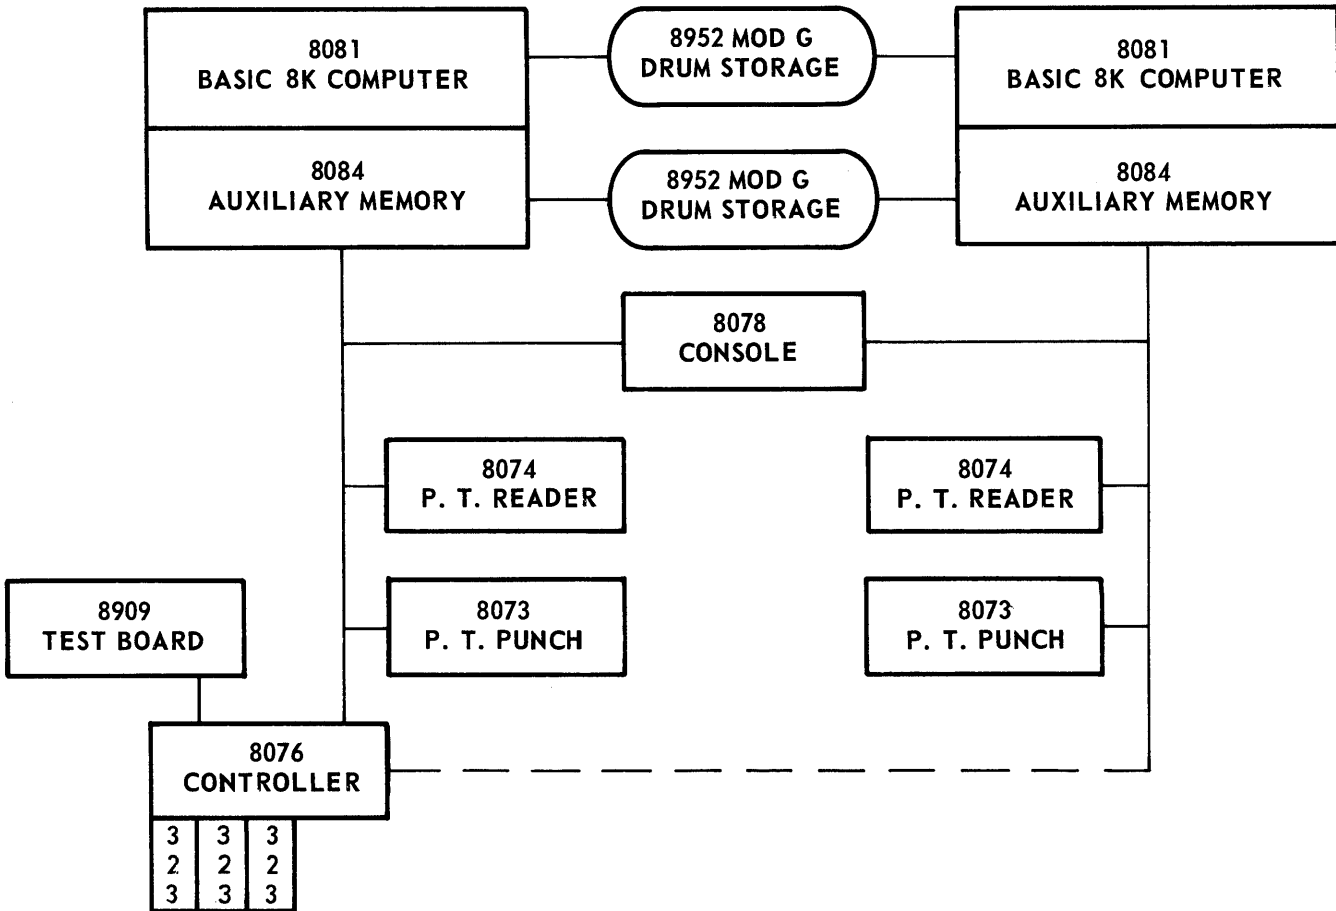 8081
BASIC 8K COMPUTER
8084
AUXILIARY MEMORY
8952 MOD G
DRUM STORAGE
8952 MOD G
DRUM STORAGE
8081
BASIC 8K COMPUTER
8084
AUXILIARY MEMORY
8078
CONSOLE
8074
P. T. READER
8074
P. T. READER
8909
TEST BOARD
8073
P. T. PUNCH
8073
P. T. PUNCH
8076
CONTROLLER
3 3 3
2 2 2
3 3 3